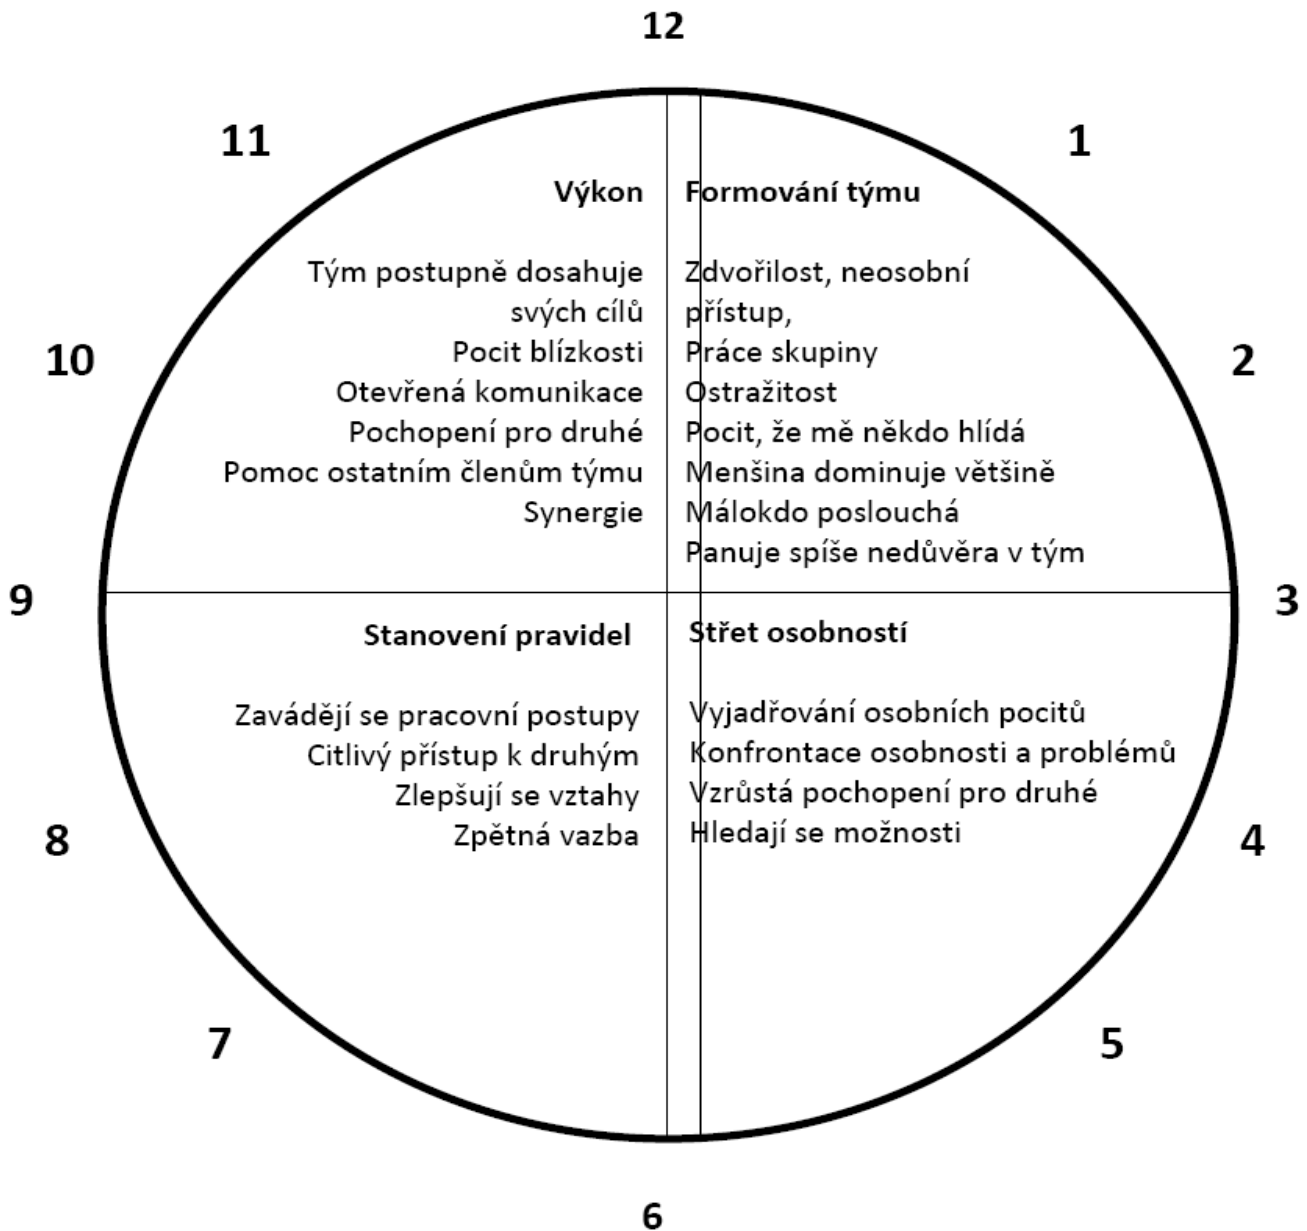 12
11
1
10
2
9
3
8
4
7
5
6
Výkon
Tým postupně dosahuje
svých cílů
Pocit blízkosti
Otevřená komunikace
Pochopení pro druhé
Pomoc ostatním členům týmu
Synergie
Formování týmu
Zdvořilost, neosobní
přístup,
Práce skupiny
Ostražitost
Pocit, že mě někdo hlídá
Menšina dominuje většině
Málokdo poslouchá
Panuje spíše nedůvěra v tým
Stanovení pravidel
Zavádějí se pracovní postupy
Citlivý přístup k druhým
Zlepšují se vztahy
Zpětná vazba
Střet osobností
Vyjadřování osobních pocitů
Konfrontace osobnosti a problémů
Vzrůstá pochopení pro druhé
Hledají se možnosti